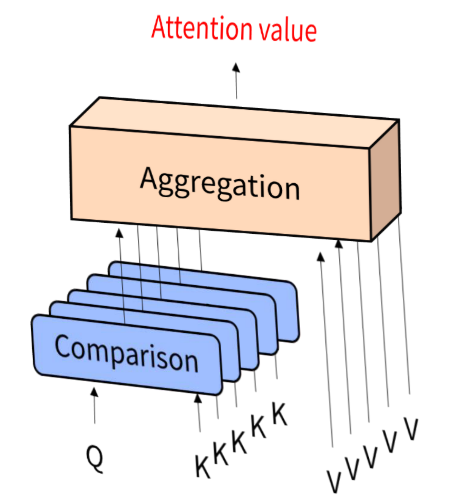 Attention value
Aggregation
Comparison
Q
K K K K K
V V V V V